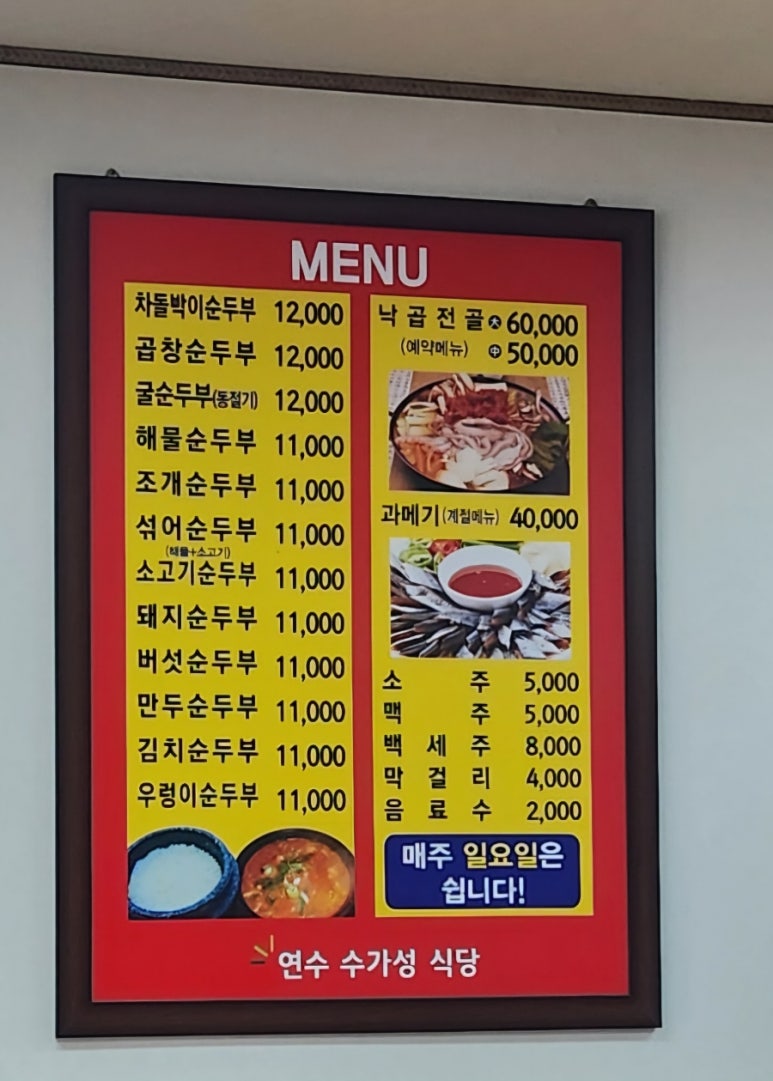 MENU
차돌박이순두부 12,000
곱창순두부 12,000
굴순두부(동절기) 12,000
해물순두부 11,000
조개순두부 11,000
섞어순두부 11,000
(해물+소고기)
소고기순두부 11,000
돼지순두부 11,000
버섯순두부 11,000
만두순두부 11,000
김치순두부 11,000
우렁이순두부 11,000
낙곱전골 大 60,000
(예약메뉴) 中 50,000
과메기(계절메뉴) 40,000
소주 5,000
맥주 5,000
백세주 8,000
막걸리 4,000
음료수 2,000
매주 일요일은
쉽니다!
연수 수가성 식당